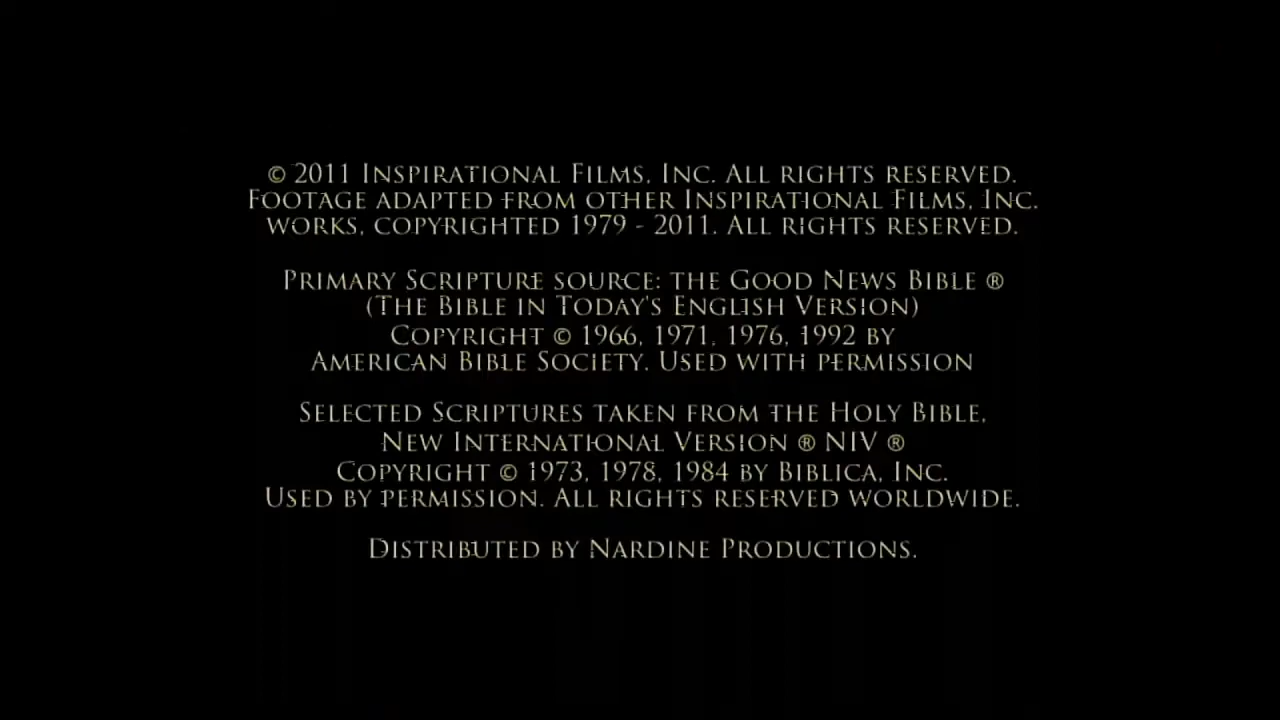 © 2011 Inspirational Films, Inc. All rights reserved.
Footage adapted from other Inspirational Films, Inc.
works, copyrighted 1979 - 2011. All rights reserved.
Primary Scripture source: the Good News Bible ®
(The Bible in Today's English Version)
Copyright © 1966, 1971, 1976, 1992 by
American Bible Society. Used with permission
Selected Scriptures taken from the Holy Bible,
New International Version ® NIV ®
Copyright © 1973, 1978, 1984 by Biblica, Inc.
Used by permission. All rights reserved worldwide.
Distributed by Nardine Productions.